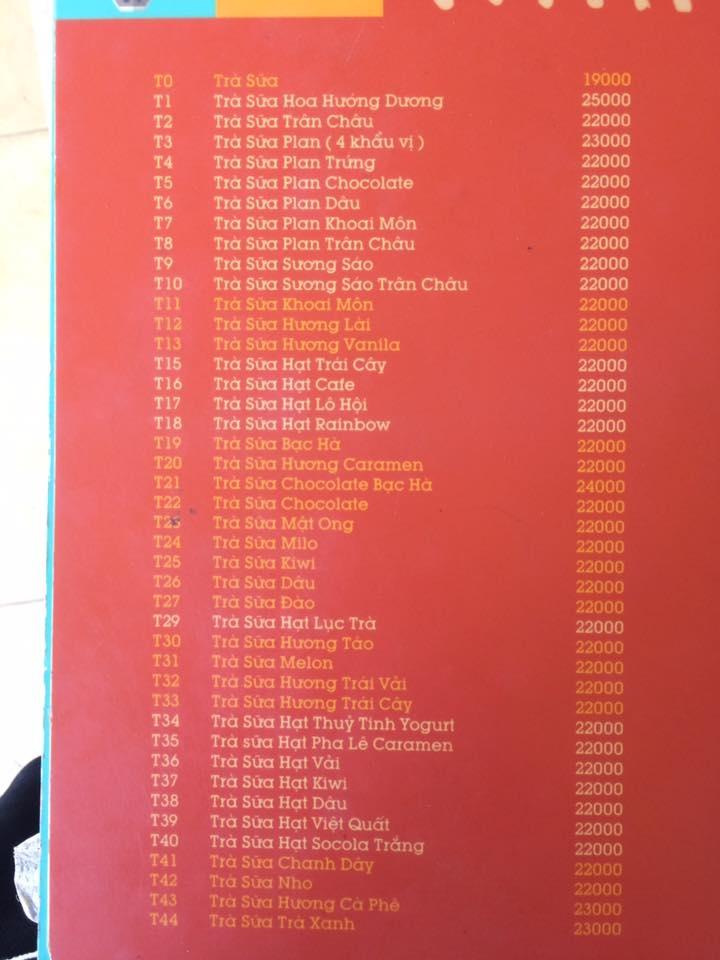 T0 Trà Sữa 19000
T1 Trà Sữa Hoa Hướng Dương 25000
T2 Trà Sữa Trân Châu 22000
T3 Trà Sữa Plan ( 4 khẩu vị ) 23000
T4 Trà Sữa Plan Trứng 22000
T5 Trà Sữa Plan Chocolate 22000
T6 Trà Sữa Plan Dâu 22000
T7 Trà Sữa Plan Khoai Môn 22000
T8 Trà Sữa Plan Trân Châu 22000
T9 Trà Sữa Sương Sáo 22000
T10 Trà Sữa Sương Sáo Trân Châu 22000
T11 Trà Sữa Khoai Môn 22000
T12 Trà Sữa Hương Lài 22000
T13 Trà Sữa Hương Vanila 22000
T15 Trà Sữa Hạt Trái Cây 22000
T16 Trà Sữa Hạt Cafe 22000
T17 Trà Sữa Hạt Lô Hội 22000
T18 Trà Sữa Hạt Rainbow 22000
T19 Trà Sữa Bạc Hà 22000
T20 Trà Sữa Hương Caramen 22000
T21 Trà Sữa Chocolate Bạc Hà 24000
T22 Trà Sữa Chocolate 22000
T23 Trà Sữa Mật Ong 22000
T24 Trà Sữa Milo 22000
T25 Trà Sữa Kiwi 22000
T26 Trà Sữa Dâu 22000
T27 Trà Sữa Đào 22000
T29 Trà Sữa Hạt Lục Trà 22000
T30 Trà Sữa Hương Táo 22000
T31 Trà Sữa Melon 22000
T32 Trà Sữa Hương Trái Vải 22000
T33 Trà Sữa Hương Trái Cây 22000
T34 Trà Sữa Hạt Thuỷ Tinh Yogurt 22000
T35 Trà sữa Hạt Pha Lê Caramen 22000
T36 Trà Sữa Hạt Vải 22000
T37 Trà Sữa Hạt Kiwi 22000
T38 Trà Sữa Hạt Dâu 22000
T39 Trà Sữa Hạt Việt Quất 22000
T40 Trà Sữa Hạt Socola Trắng 22000
T41 Trà Sữa Chanh Dây 22000
T42 Trà Sữa Nho 22000
T43 Trà Sữa Hương Cà Phê 23000
T44 Trà Sữa Trà Xanh 23000